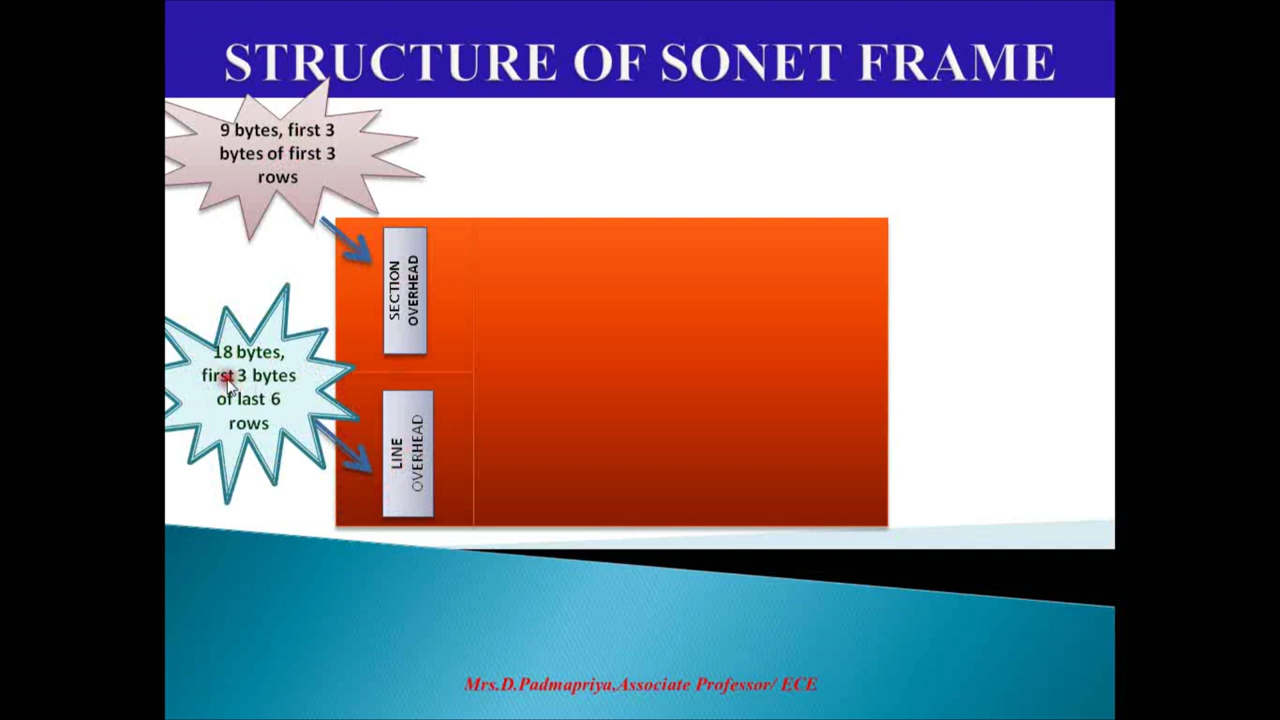 STRUCTURE OF SONET FRAME
9 bytes, first 3
bytes of first 3
rows
SECTION
OVERHEAD
18 bytes,
first 3 bytes
of last 6
rows
LINE
OVERHEAD
Mrs.D.Padmapriya,Associate Professor/ ECE